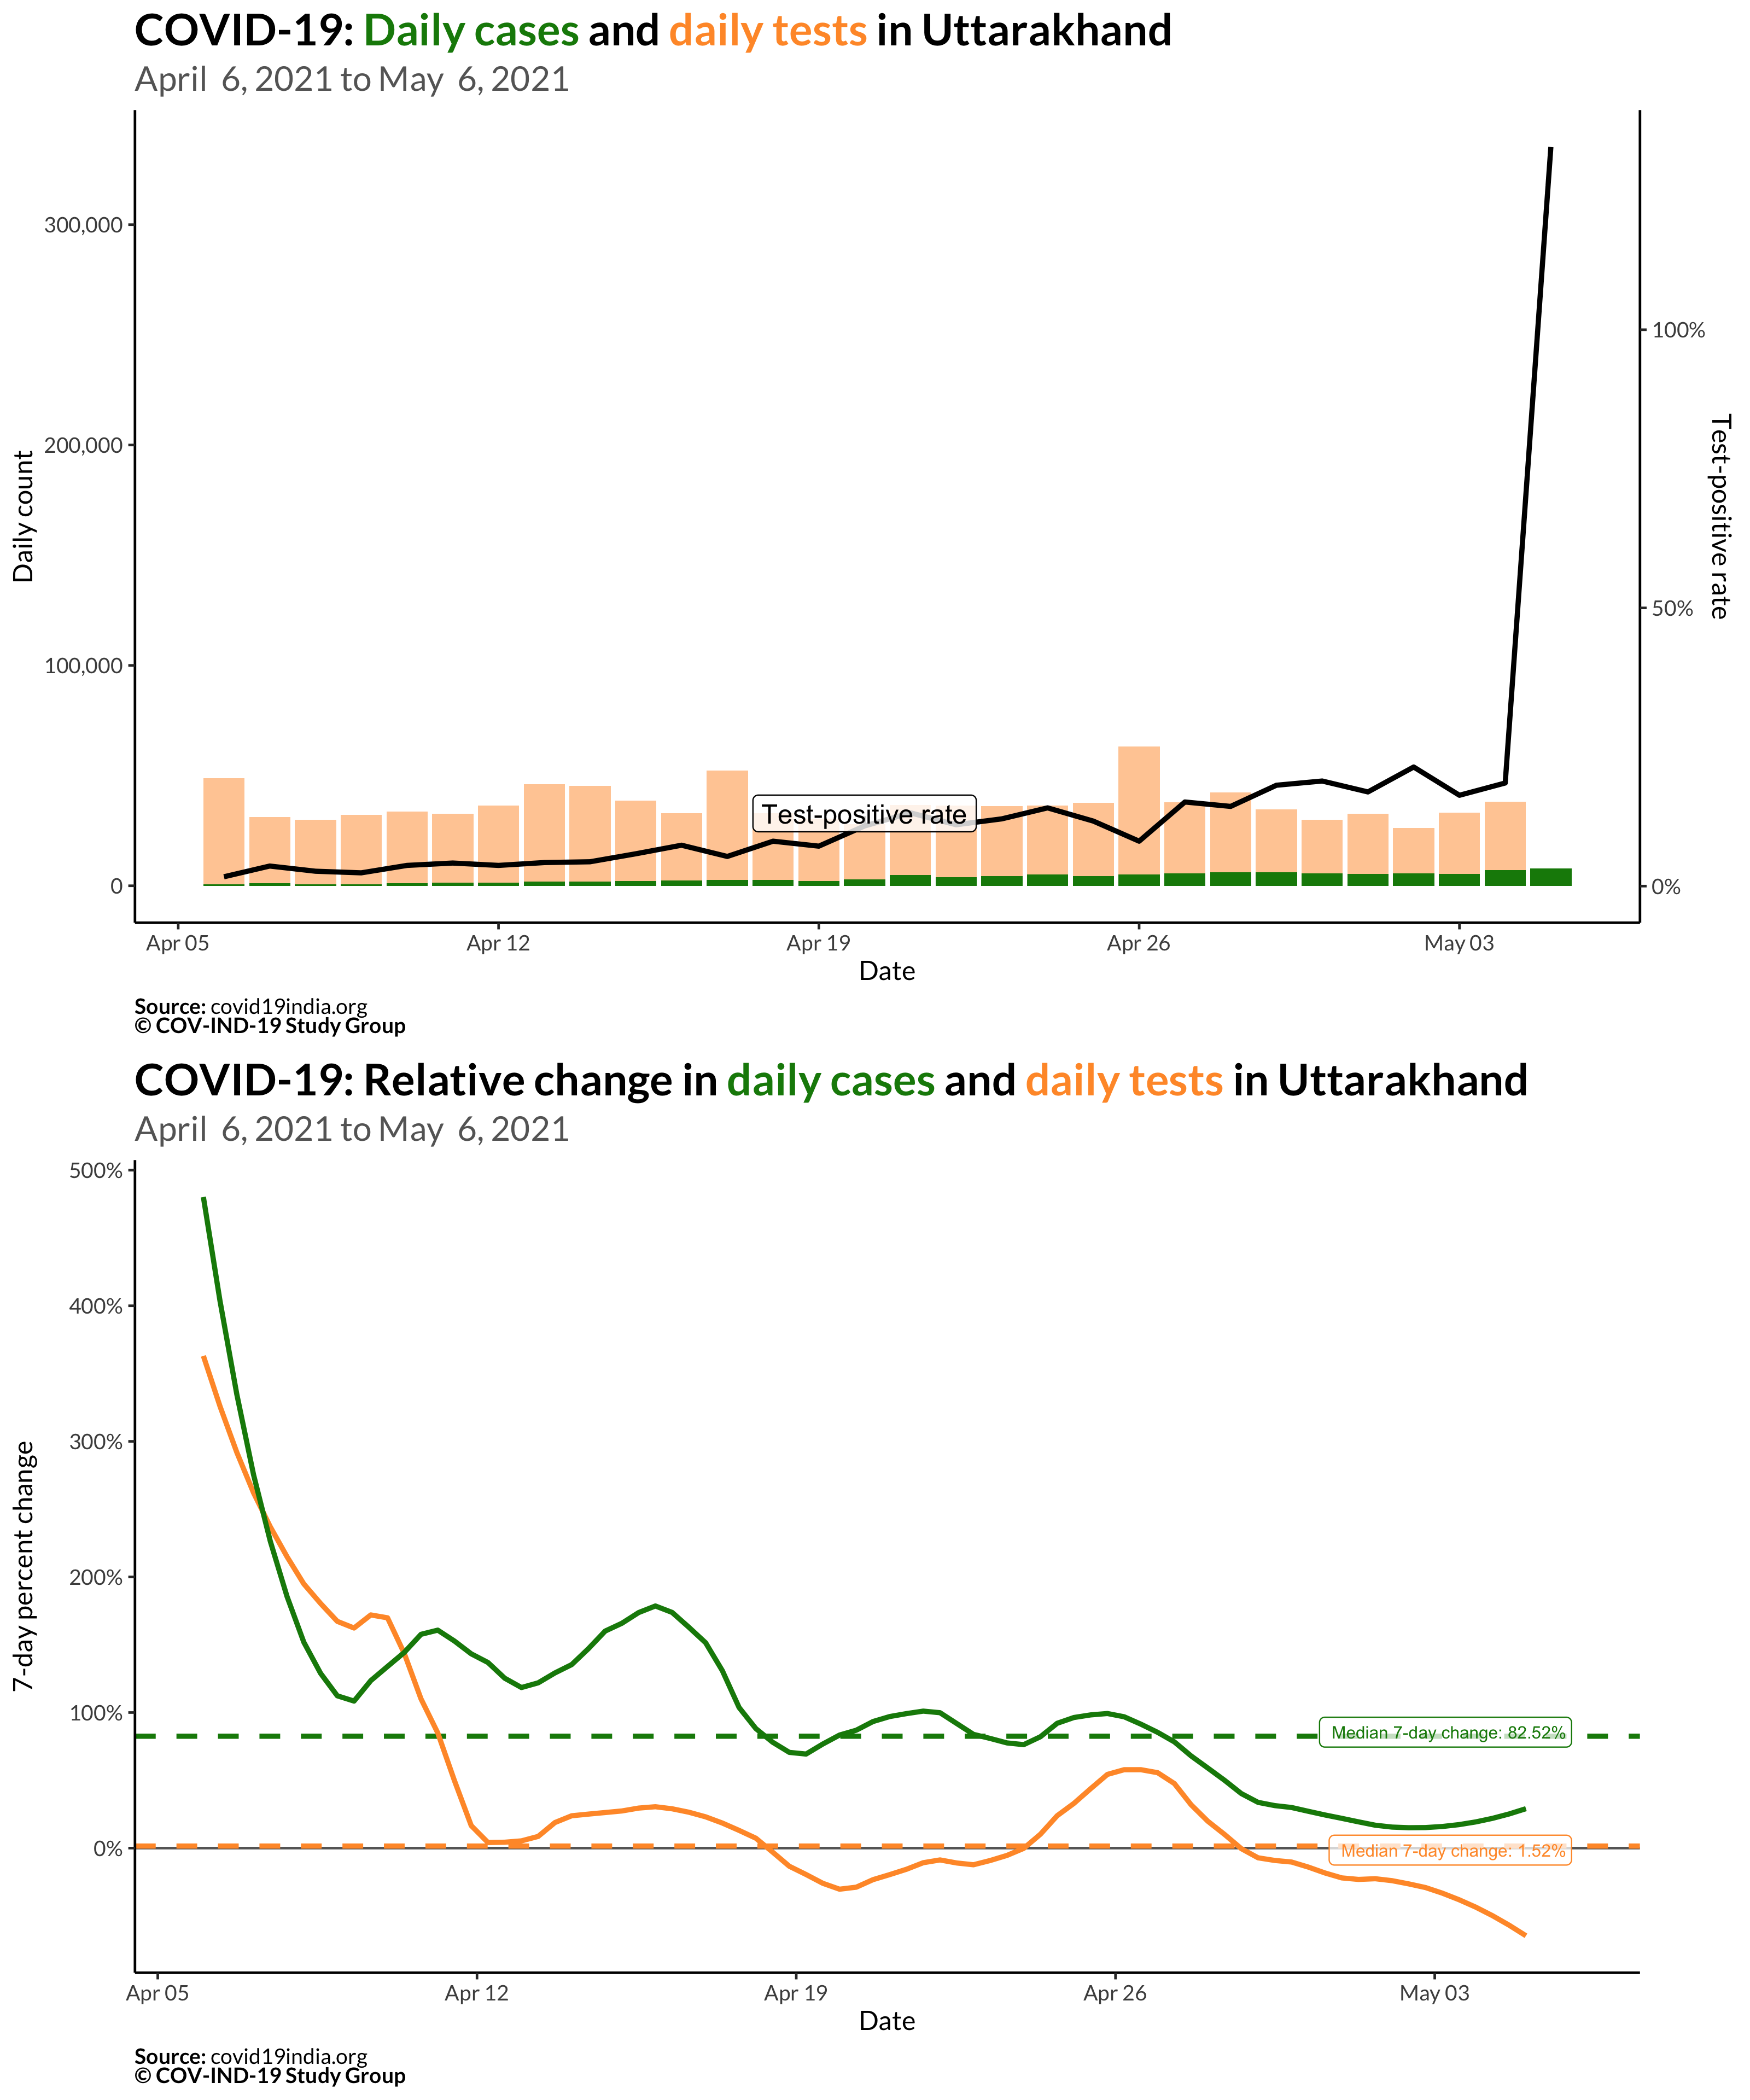 COVID-19: Daily cases and daily tests in Uttarakhand
April 6, 2021 to May 6, 2021
300,000
200,000
100,000
0
Daily count
100%
50%
0%
Test-positive rate
Test-positive rate
Apr 05
Apr 12
Apr 19
Apr 26
May 03
Date
Source: covid19india.org
© COV-IND-19 Study Group
COVID-19: Relative change in daily cases and daily tests in Uttarakhand
April 6, 2021 to May 6, 2021
500%
400%
300%
200%
100%
0%
7-day percent change
Median 7-day change: 82.52%
Median 7-day change: 1.52%
Apr 05
Apr 12
Apr 19
Apr 26
May 03
Date
Source: covid19india.org
© COV-IND-19 Study Group